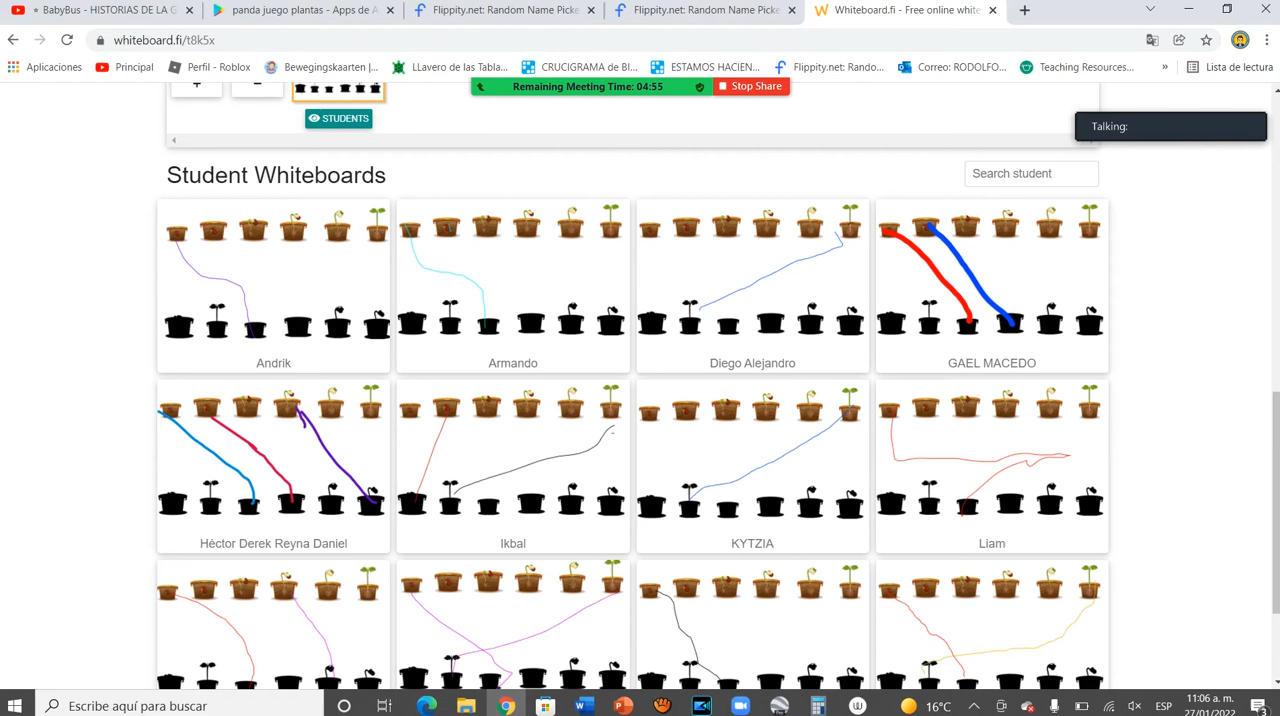 * BabyBus - HISTORIAS DE LA G
panda juego plantas - Apps de A
Flippity.net: Random Name Picke
Flippity.net: Random Name Picke
Whiteboard.fi - Free online white
whiteboard.fi/t8k5x
Aplicaciones
Principal
Perfil - Roblox
Bewegingskaarten |...
LLavero de las Tabla...
CRUCIGRAMA de BI...
ESTAMOS HACIEN...
Flippity.net: Rando...
Correo: RODOLFO...
Teaching Resources...
»
Lista de lectura
+
-
Remaining Meeting Time: 04:55
Stop Share
STUDENTS
Talking:
Student Whiteboards
Search student
Andrik
Armando
Diego Alejandro
GAEL MACEDO
Hèctor Derek Reyna Daniel
Ikbal
KYTZIA
Liam
Escribe aquí para buscar
16°C
ESP
11:06 a. m.
27/01/2022
3